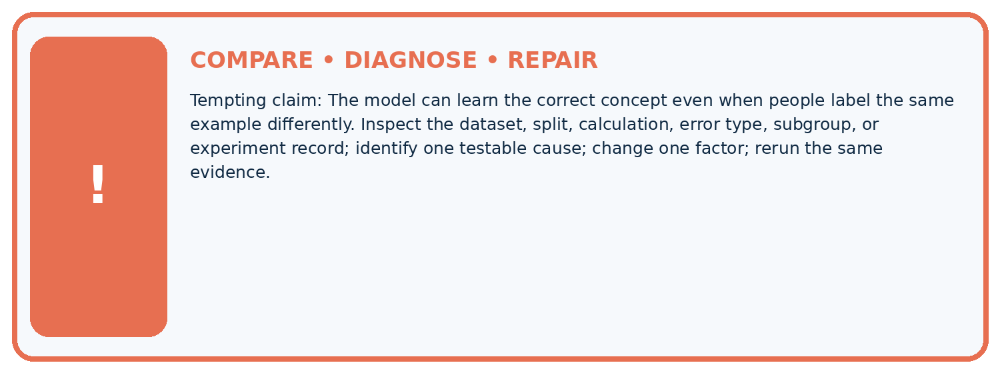 !
COMPARE • DIAGNOSE • REPAIR
Tempting claim: The model can learn the correct concept even when people label the same
example differently. Inspect the dataset, split, calculation, error type, subgroup, or
experiment record; identify one testable cause; change one factor; rerun the same
evidence.